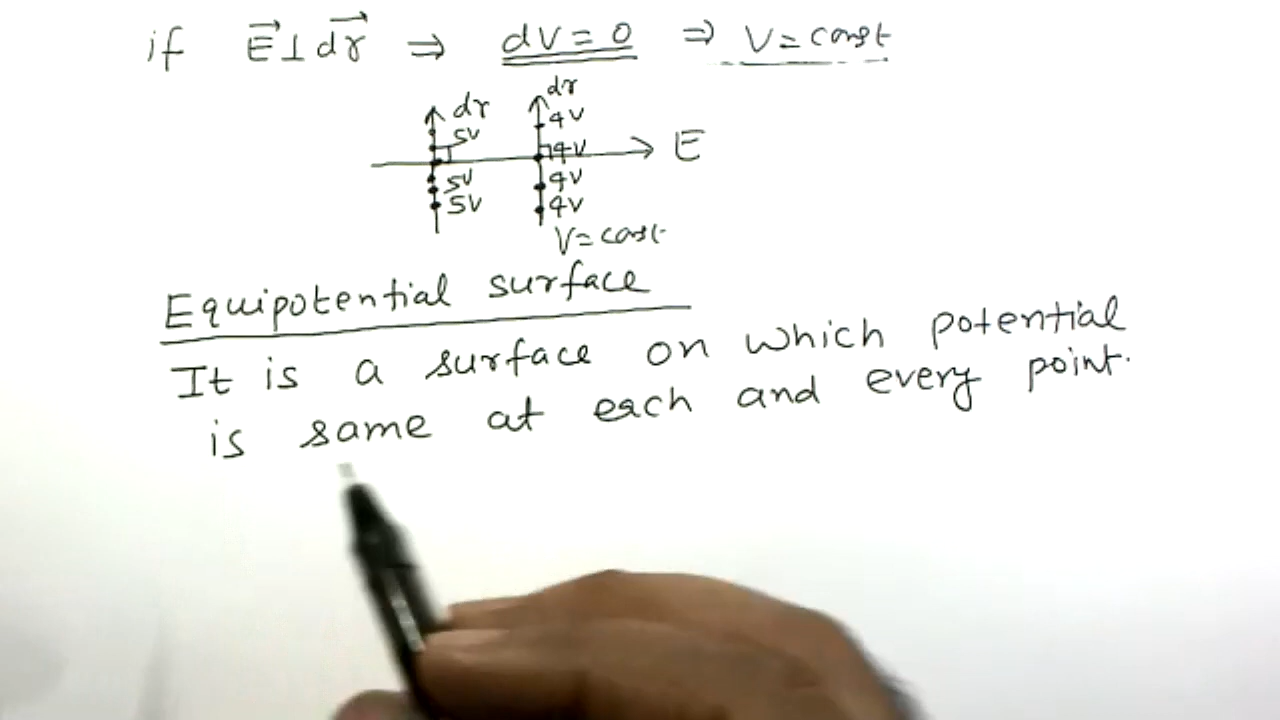 if E⃗ ⊥ dr⃗ ⇒ dV = 0 ⇒ V = const
dr dr
5V 4V
4V E
5V 4V
5V 4V
V = const
Equipotential surface
It is a surface on which potential
is same at each and every point.